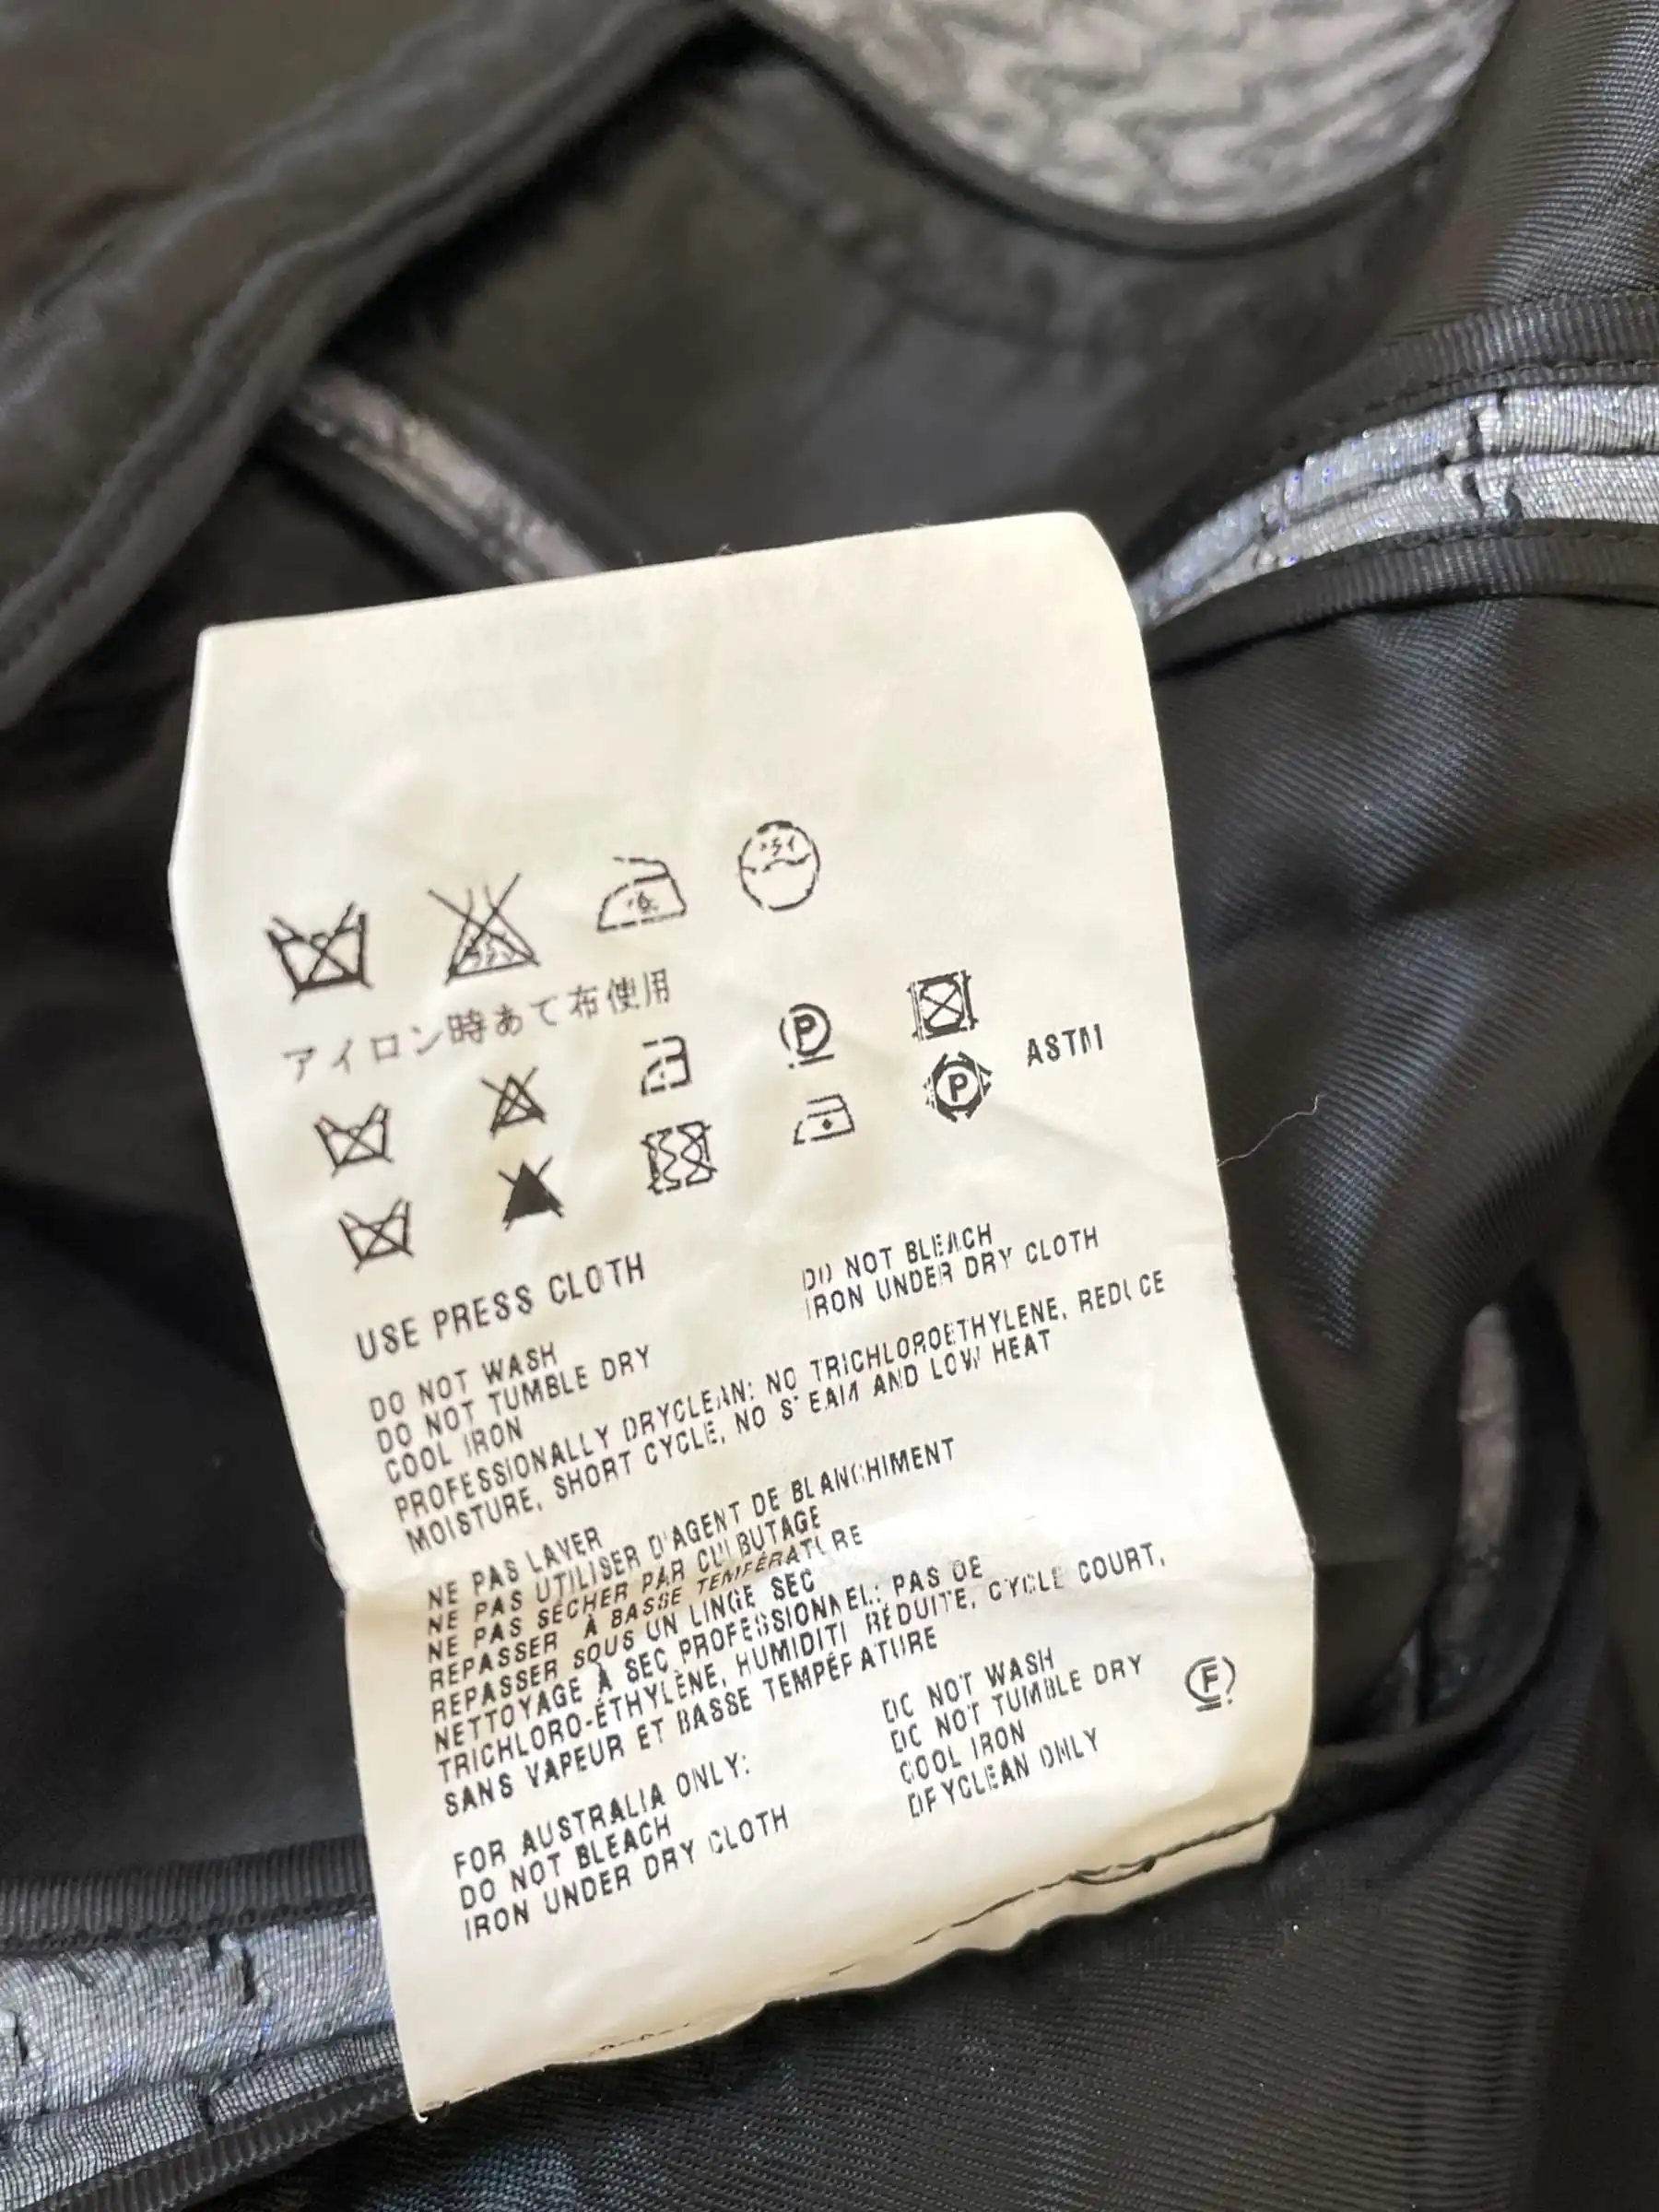 アイロン時あて布使用
P
P
ASTM
USE PRESS CLOTH
DO NOT WASH
DO NOT TUMBLE DRY
COOL IRON
DO NOT BLEACH
IRON UNDER DRY CLOTH
PROFESSIONALLY DRYCLEAN: NO TRICHLOROETHYLENE, REDUCE
MOISTURE, SHORT CYCLE, NO STEAM AND LOW HEAT
NE PAS LAVER
NE PAS UTILISER D'AGENT DE BLANCHIMENT
NE PAS SÉCHER PAR CULBUTAGE
REPASSER À BASSE TEMPÉRATURE
REPASSER SOUS UN LINGE SEC
NETTOYAGE À SEC PROFESSIONNEL: PAS DE
TRICHLORO-ÉTHYLÈNE, HUMIDITÉ RÉDUITE, CYCLE COURT,
SANS VAPEUR ET BASSE TEMPÉRATURE
FOR AUSTRALIA ONLY:
DO NOT BLEACH
IRON UNDER DRY CLOTH
DO NOT WASH
DO NOT TUMBLE DRY
COOL IRON
DRYCLEAN ONLY
F